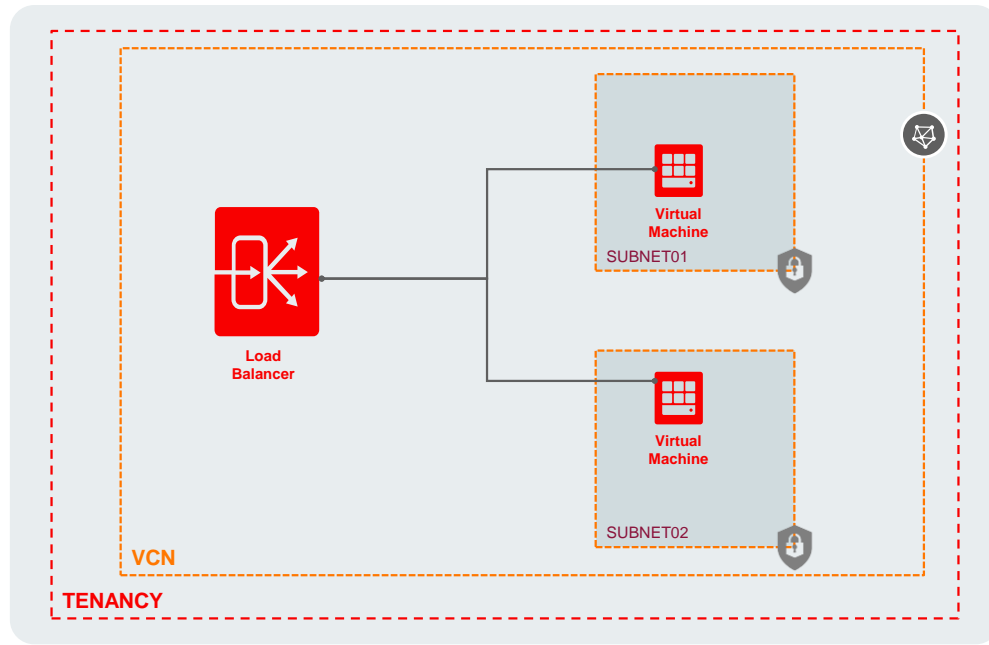 Virtual
Machine
SUBNET01
Load
Balancer
Virtual
Machine
SUBNET02
VCN
TENANCY